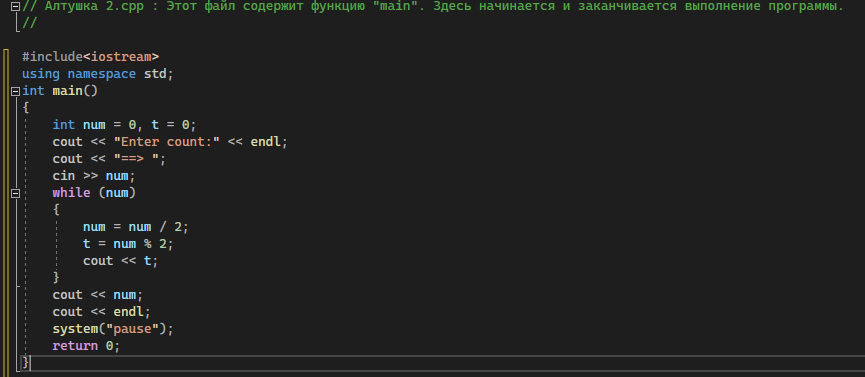 // Алтушка 2.cpp : Этот файл содержит функцию "main". Здесь начинается и заканчивается выполнение программы.
//
#include<iostream>
using namespace std;
int main()
{
    int num = 0, t = 0;
    cout << "Enter count:" << endl;
    cout << "==> ";
    cin >> num;
    while (num)
    {
        num = num / 2;
        t = num % 2;
        cout << t;
    }
    cout << num;
    cout << endl;
    system("pause");
    return 0;
}